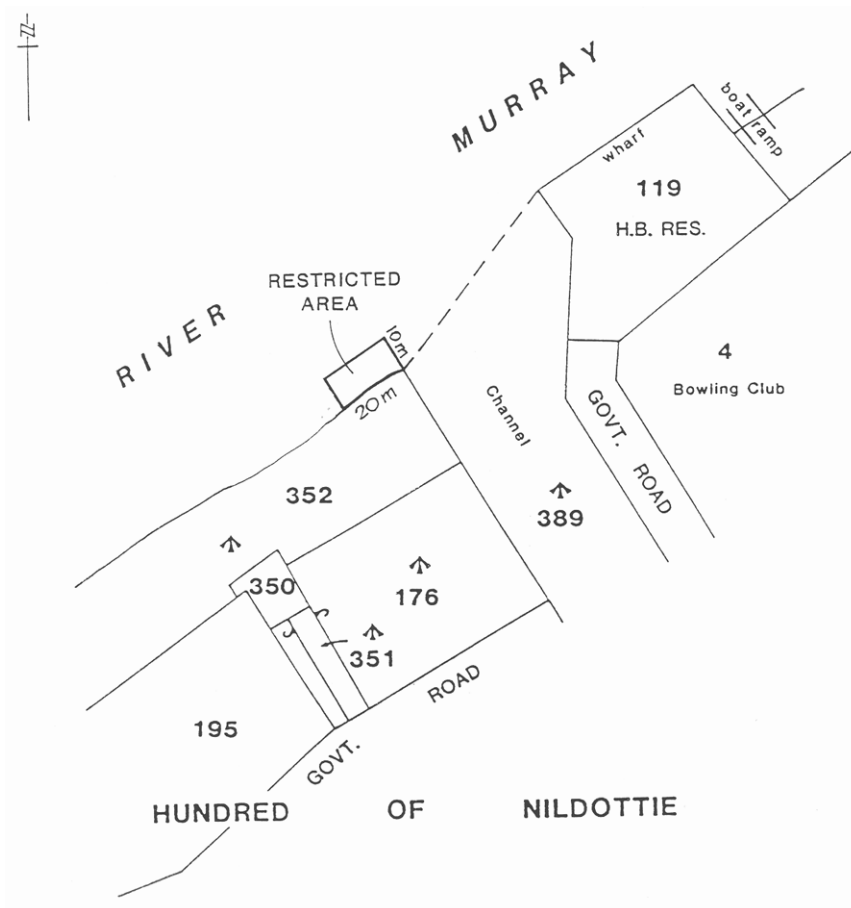 N
RIVER MURRAY
boat ramp
wharf
119
H.B. RES.
RESTRICTED
AREA
10m
20m
4
Bowling Club
Channel
GOVT. ROAD
352
389
350
176
351
195
GOVT. ROAD
HUNDRED OF NILDOTTIE